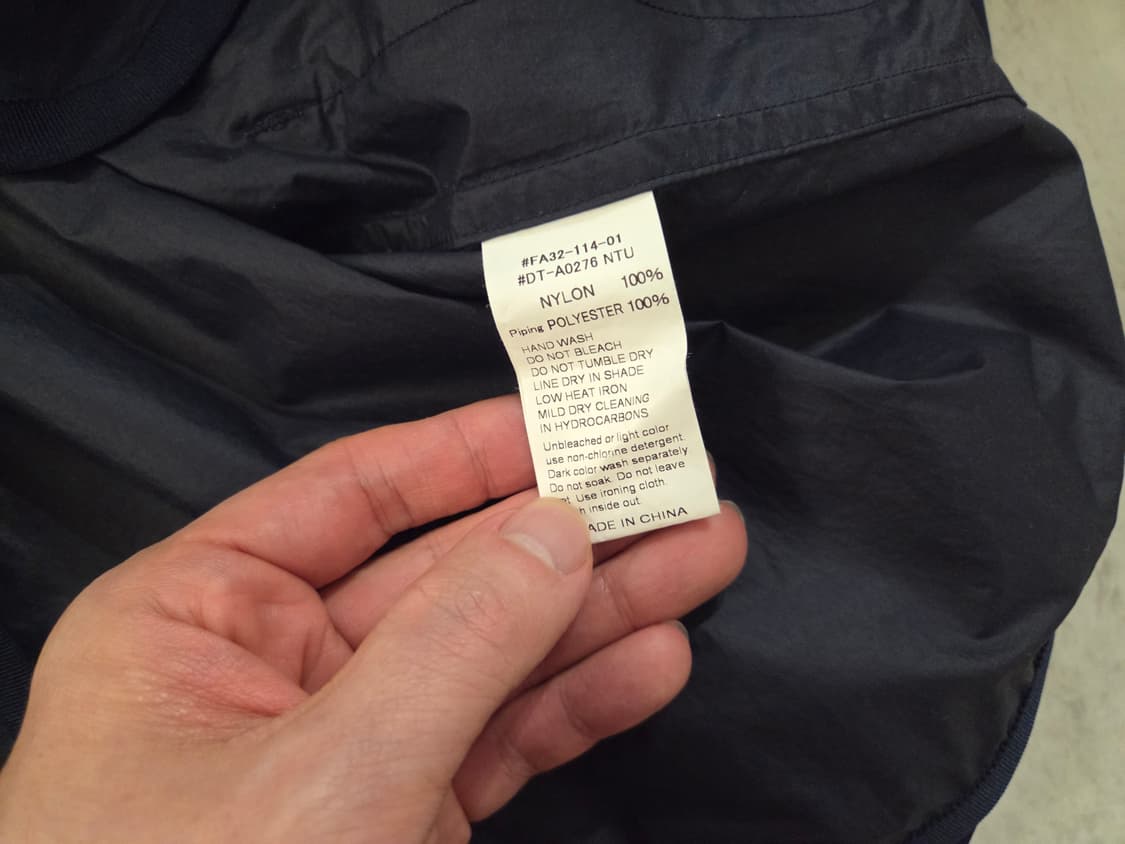 #FA32-114-01
#DT-A0276 NTU
NYLON 100%
Piping POLYESTER 100%
HAND WASH
DO NOT BLEACH
DO NOT TUMBLE DRY
LINE DRY IN SHADE
LOW HEAT IRON
MILD DRY CLEANING
IN HYDROCARBONS
Unbleached or light color
use non-chlorine detergent.
Dark color wash separately
Do not soak. Do not leave
Use ironing cloth.
inside out.
IN CHINA